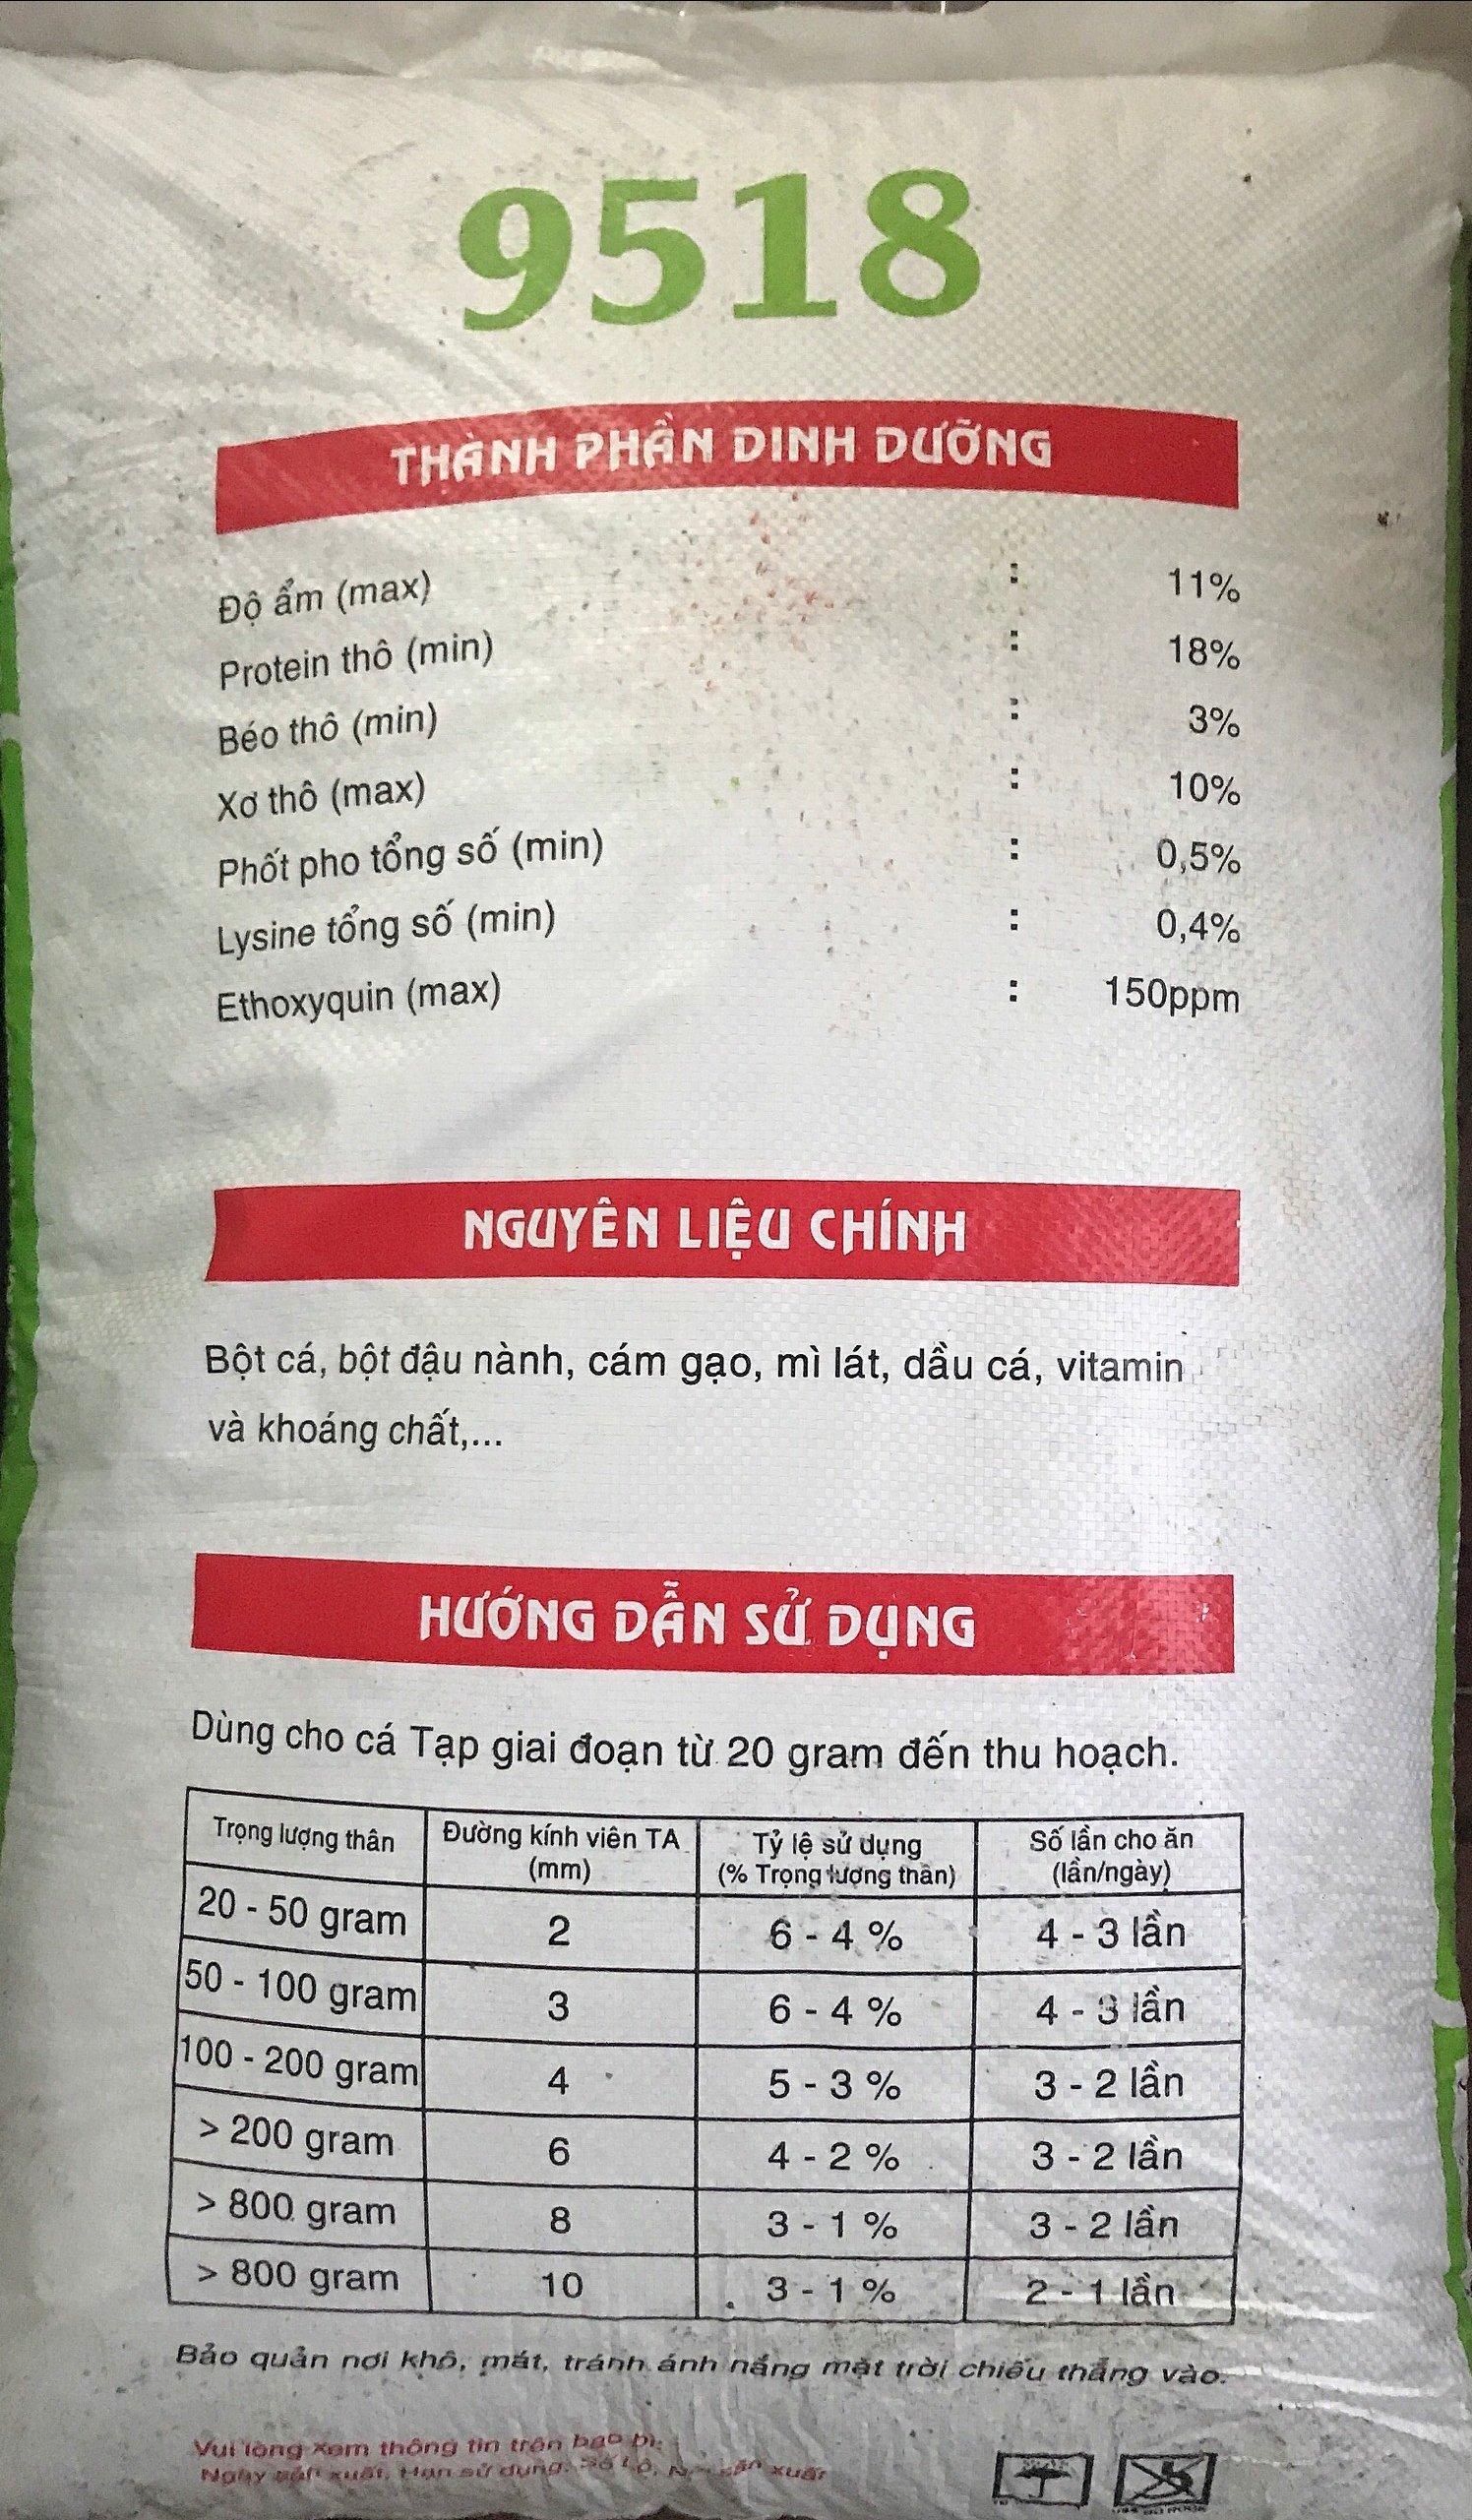 9518
THÀNH PHẦN DINH DƯỠNG
Độ ẩm (max) : 11%
Protein thô (min) : 18%
Béo thô (min) : 3%
Xơ thô (max) : 10%
Phốt pho tổng số (min) : 0,5%
Lysine tổng số (min) : 0,4%
Ethoxyquin (max) : 150ppm
NGUYÊN LIỆU CHÍNH
Bột cá, bột đậu nành, cám gạo, mì lát, dầu cá, vitamin
và khoáng chất,...
HƯỚNG DẪN SỬ DỤNG
Dùng cho cá Tạp giai đoạn từ 20 gram đến thu hoạch.
Trọng lượng thân Đường kính viên TA (mm) Tỷ lệ sử dụng (% Trọng lượng thân) Số lần cho ăn (lần/ngày)
20 - 50 gram 2 6 - 4 % 4 - 3 lần
50 - 100 gram 3 6 - 4 % 4 - 3 lần
100 - 200 gram 4 5 - 3 % 3 - 2 lần
> 200 gram 6 4 - 2 % 3 - 2 lần
> 800 gram 8 3 - 1 % 3 - 2 lần
> 800 gram 10 3 - 1 % 2 - 1 lần
Bảo quản nơi khô, mát, tránh ánh nắng mặt trời chiếu thẳng vào.
Vui lòng xem thông tin trên bao bì:
Ngày sản xuất, Hạn sử dụng, Số Lô, sản xuất